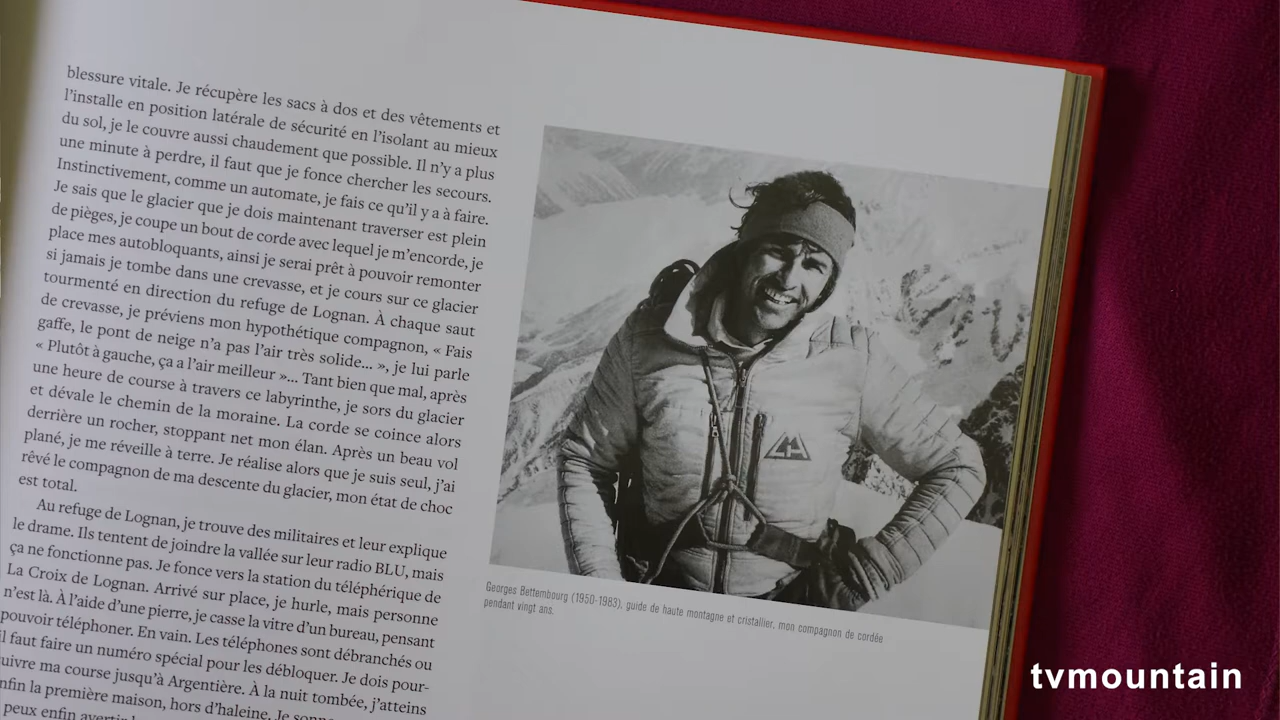 blessure vitale. Je récupère les sacs à dos et des vêtements et
l'installe en position latérale de sécurité en l'isolant au mieux
du sol, je le couvre aussi chaudement que possible. Il n'y a plus
une minute à perdre, il faut que je fonce chercher les secours.
Instinctivement, comme un automate, je fais ce qu'il y a à faire.
Je sais que le glacier que je dois maintenant traverser est plein
de pièges, je coupe un bout de corde avec lequel je m'encorde, je
place mes autobloquants, ainsi je serai prêt à pouvoir remonter
si jamais je tombe dans une crevasse, et je cours sur ce glacier
tourmenté en direction du refuge de Lognan. À chaque saut
de crevasse, je préviens mon hypothétique compagnon, « Fais
gaffe, le pont de neige n'a pas l'air très solide... », je lui parle
« Plutôt à gauche, ça a l'air meilleur »... Tant bien que mal, après
une heure de course à travers ce labyrinthe, je sors du glacier
et dévale le chemin de la moraine. La corde se coince alors
derrière un rocher, stoppant net mon élan. Après un beau vol
plané, je me réveille à terre. Je réalise alors que je suis seul, j'ai
rêvé le compagnon de ma descente du glacier, mon état de choc
est total.
Au refuge de Lognan, je trouve des militaires et leur explique
le drame. Ils tentent de joindre la vallée sur leur radio BLU, mais
ça ne fonctionne pas. Je fonce vers la station du téléphérique de
La Croix de Lognan. Arrivé sur place, je hurle, mais personne
n'est là. À l'aide d'une pierre, je casse la vitre d'un bureau, pensant
pouvoir téléphoner. En vain. Les téléphones sont débranchés ou
il faut faire un numéro spécial pour les débloquer. Je dois pour-
uivre ma course jusqu'à Argentière. À la nuit tombée, j'atteins
nfin la première maison, hors d'haleine. Je
peux enfin
Georges Bettembourg (1950-1983), guide de haute montagne et cristallier, mon compagnon de cordée
pendant vingt ans.
tvmountain